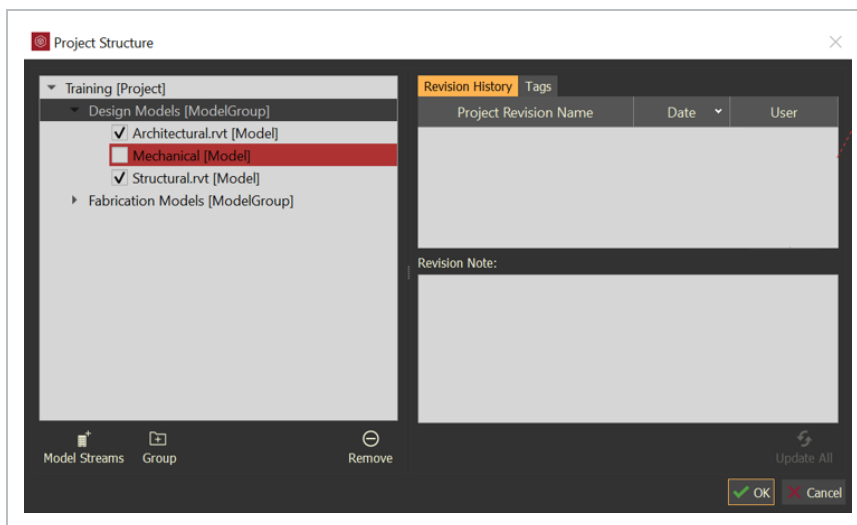 Project Structure
Training [Project]
Design Models [ModelGroup]
Architectural.rvt [Model]
Mechanical [Model]
Structural.rvt [Model]
Fabrication Models [ModelGroup]
Model Streams Group Remove
Revision History Tags
Project Revision Name Date User
Revision Note:
Update All
OK Cancel